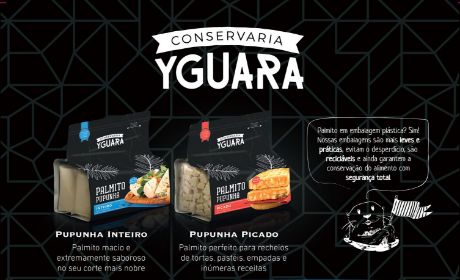 CONSERVARIA
YGUARA
Palmito em embalagem plástica? Sim!
Nossas embalagens são mais leves e
práticas, evitam o desperdício, são
recicláveis e ainda garantem a
conservação do alimento com
segurança total.
CONSERVARIA
YGUARA
PALMITO
PUPUNHA
INTEIRO
CONSERVARIA
YGUARA
PALMITO
PUPUNHA
PICADO
PUPUNHA INTEIRO
Palmito macio e
extremamente saboroso
no seu corte mais nobre
PUPUNHA PICADO
Palmito perfeito para recheios
de tortas, pastéis, empadas e
inúmeras receitas